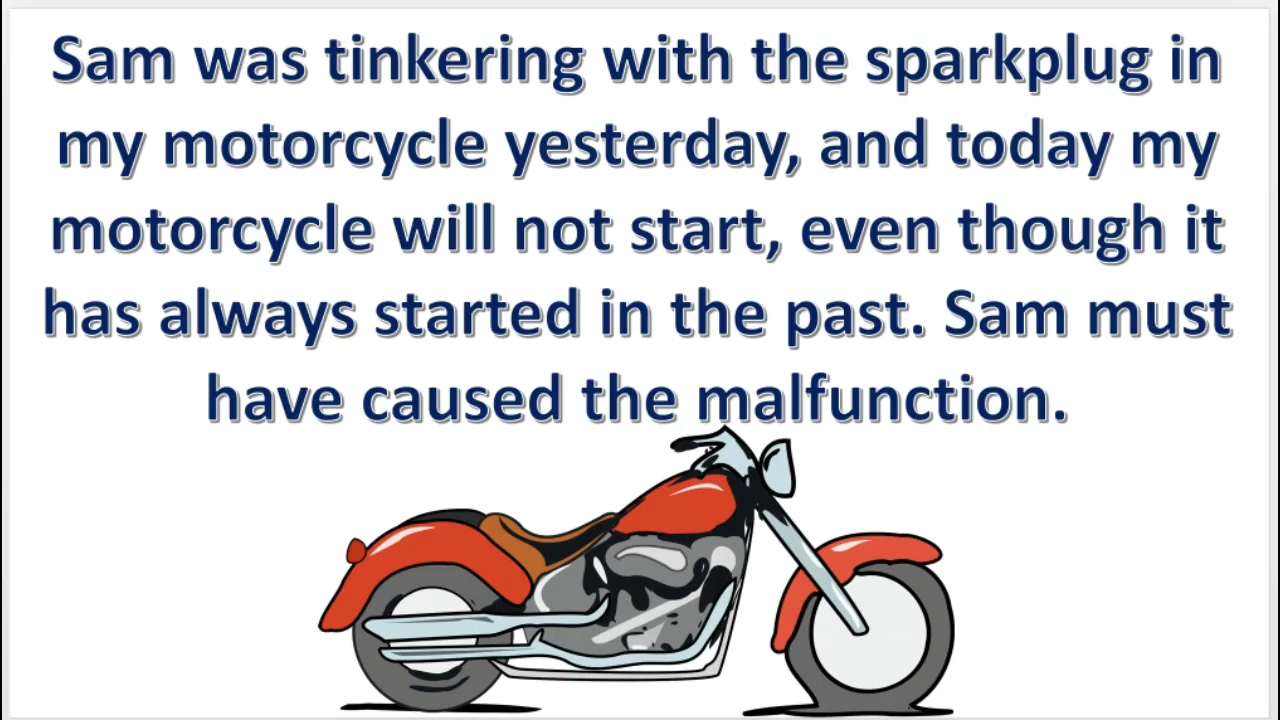 Sam was tinkering with the sparkplug in
my motorcycle yesterday, and today my
motorcycle will not start, even though it
has always started in the past. Sam must
have caused the malfunction.